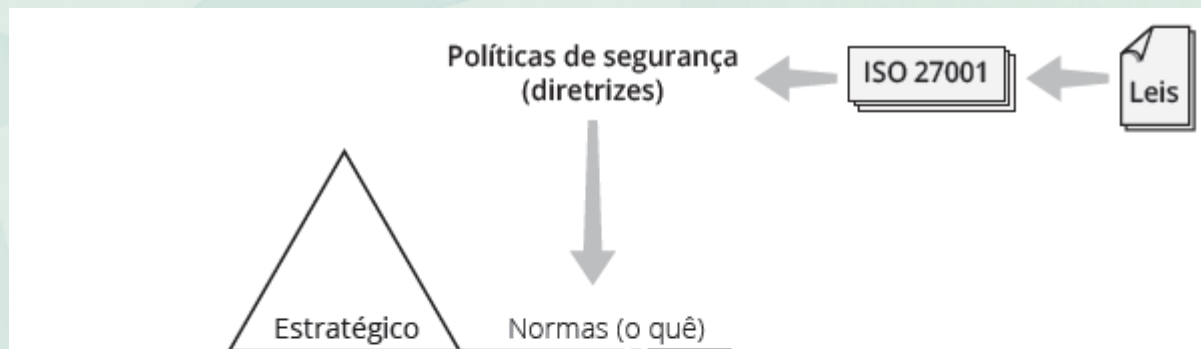 Políticas de segurança
(diretrizes)
ISO 27001
Leis
Estratégico
Normas (o quê)